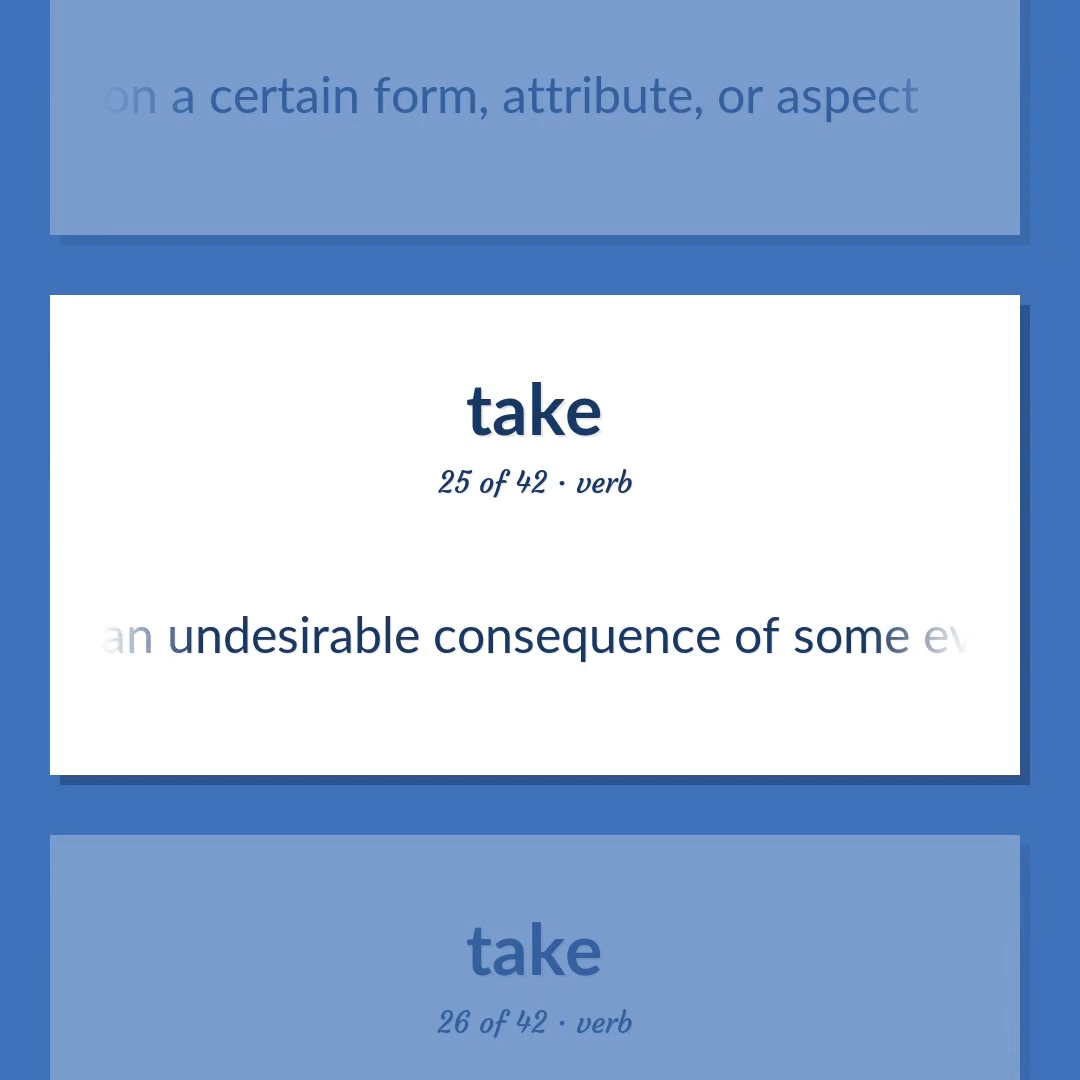 on a certain form, attribute, or aspect
take
25 of 42 · verb
an undesirable consequence of some
take
26 of 42 · verb